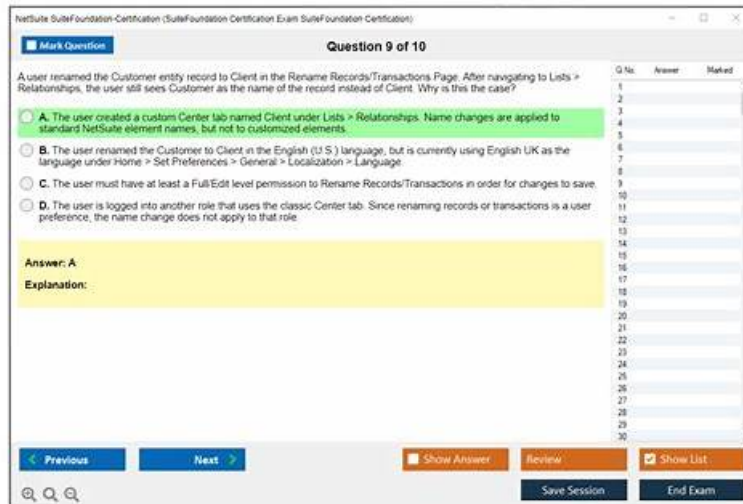 NetSuite SuiteFoundation-Certification (SuiteFoundation Certification Exam SuiteFoundation Certification)
Mark Question
Question 9 of 10
A user renamed the Customer entity record to Client in the Rename Records/Transactions Page. After navigating to Lists >
Relationships, the user still sees Customer as the name of the record instead of Client. Why is this the case?
A. The user created a custom Center tab named Client under Lists > Relationships. Name changes are applied to
standard NetSuite element names, but not to customized elements.
B. The user renamed the Customer to Client in the English (U.S.) language, but is currently using English UK as the
language under Home > Set Preferences > General > Localization > Language.
C. The user must have at least a Full/Edit level permission to Rename Records/Transactions in order for changes to save.
D. The user is logged into another role that uses the classic Center tab. Since renaming records or transactions is a user
preference, the name change does not apply to that role.
Answer: A
Explanation:
Q No. Answer Marked
1
2
3
4
5
6
7
8
9
10
11
12
13
14
15
16
17
18
19
20
21
22
23
24
25
26
27
28
29
30
Previous
Next
Show Answer
Review
Show List
Save Session
End Exam